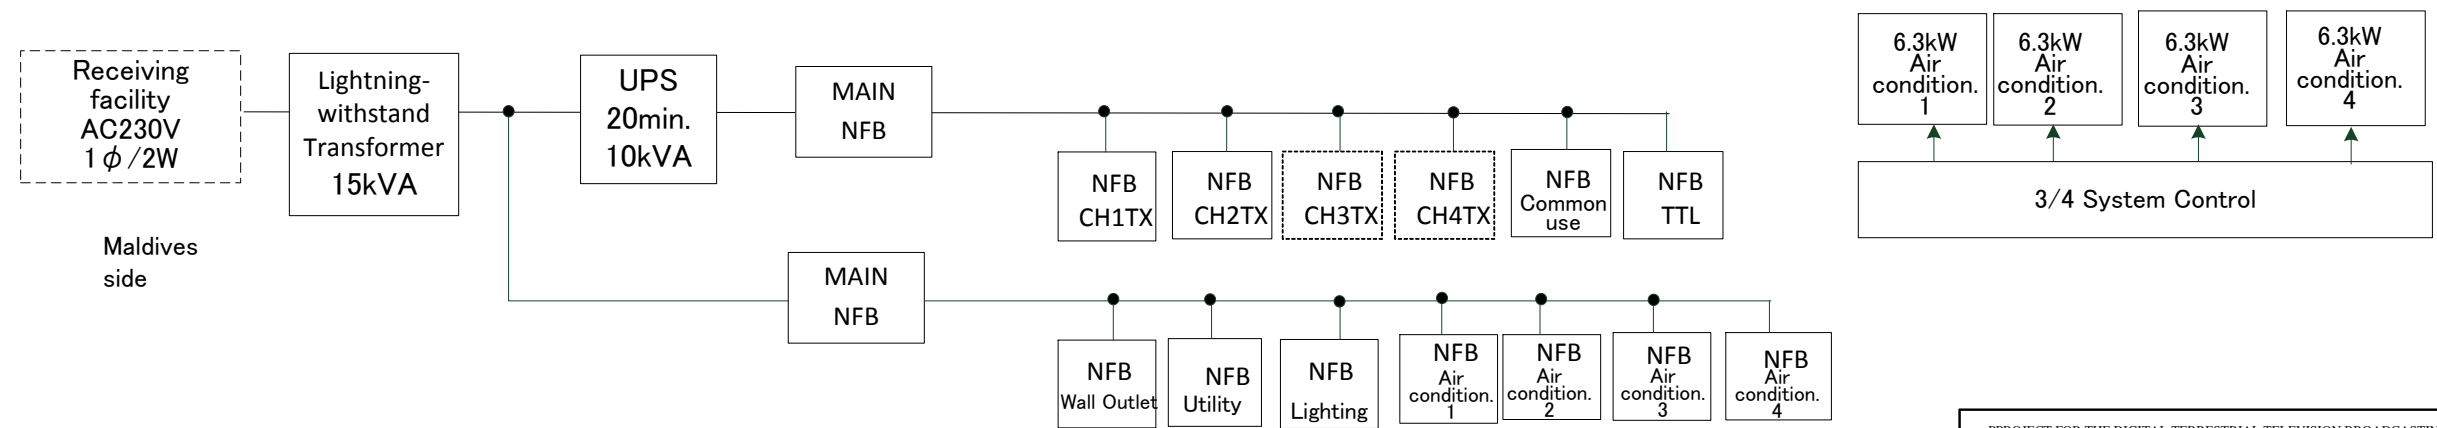 Receiving
facility
AC230V
1φ/2W
Maldives
side
Lightning-
withstand
Transformer
15kVA
UPS
20min.
10kVA
MAIN
NFB
NFB
CH1TX
NFB
CH2TX
NFB
CH3TX
NFB
CH4TX
NFB
Common
use
NFB
TTL
MAIN
NFB
NFB
Wall Outlet
NFB
Utility
NFB
Lighting
NFB
Air
condition.
1
NFB
Air
condition.
2
NFB
Air
condition.
3
NFB
Air
condition.
4
6.3kW
Air
condition.
1
6.3kW
Air
condition.
2
6.3kW
Air
condition.
3
6.3kW
Air
condition.
4
3/4 System Control